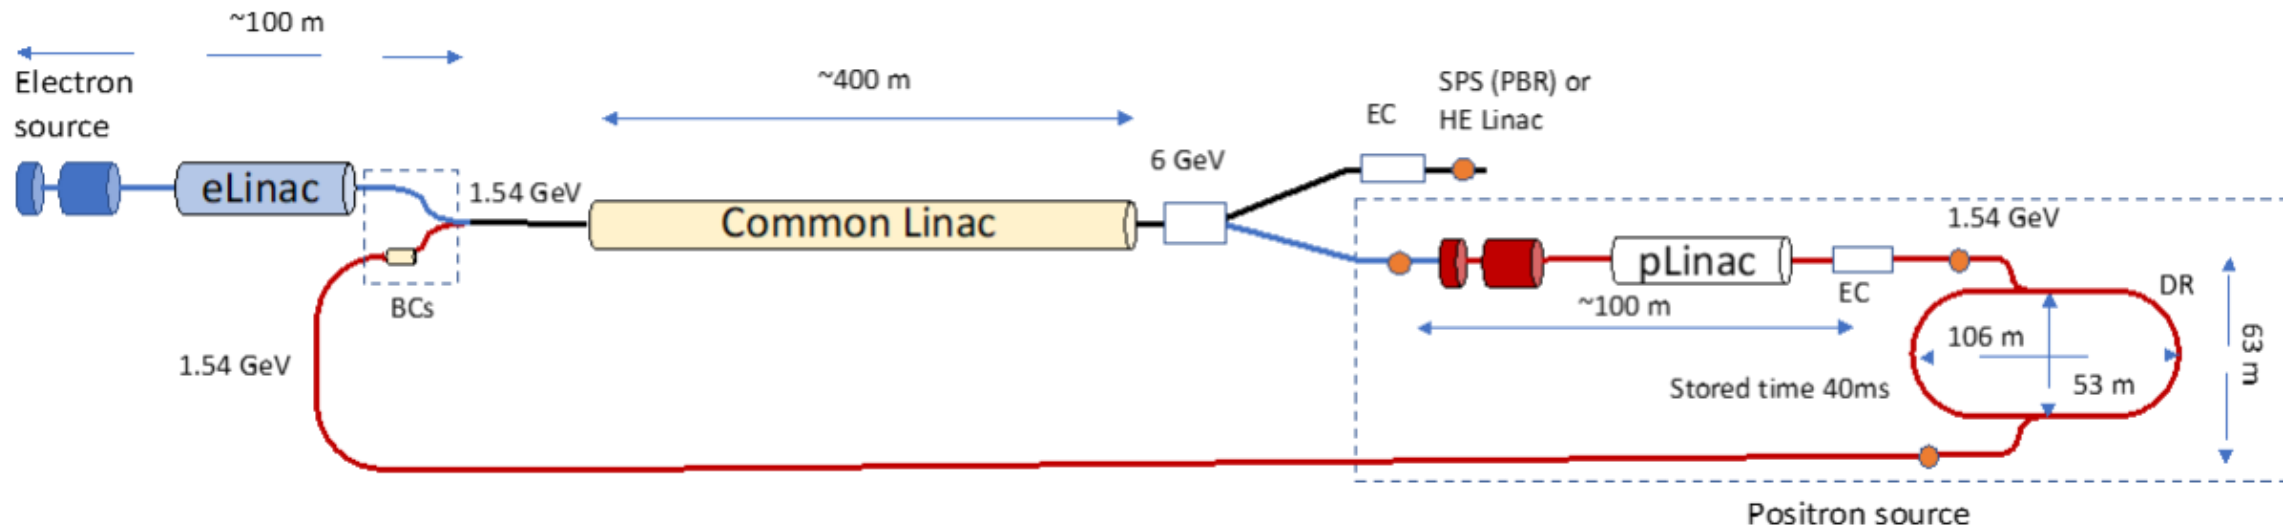 ~100 m
Electron
source
eLinac
BCs
1.54 GeV
1.54 GeV
~400 m
Common Linac
6 GeV
EC
SPS (PBR) or
HE Linac
pLinac
~100 m
EC
1.54 GeV
DR
106 m
53 m
63 m
Stored time 40ms
Positron source